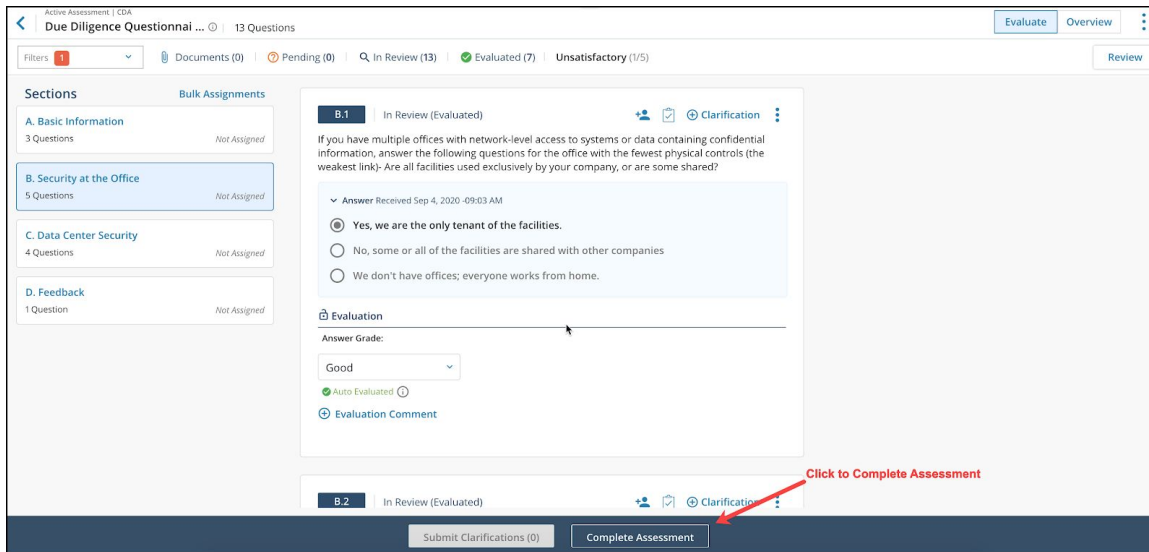 Active Assessment | CDA
Due Diligence Questionnai ... 13 Questions
Evaluate Overview
Filters 1 Documents (0) Pending (0) In Review (13) Evaluated (7) Unsatisfactory (1/5) Review
Sections Bulk Assignments
A. Basic Information
3 Questions Not Assigned
B. Security at the Office
5 Questions Not Assigned
C. Data Center Security
4 Questions Not Assigned
D. Feedback
1 Question Not Assigned
B.1 In Review (Evaluated) Clarification
If you have multiple offices with network-level access to systems or data containing confidential
information, answer the following questions for the office with the fewest physical controls (the
weakest link)- Are all facilities used exclusively by your company, or are some shared?
Answer Received Sep 4, 2020 -09:03 AM
Yes, we are the only tenant of the facilities.
No, some or all of the facilities are shared with other companies
We don't have offices; everyone works from home.
Evaluation
Answer Grade:
Good
Auto Evaluated
Evaluation Comment
Click to Complete Assessment
B.2 In Review (Evaluated) Clarification
Submit Clarifications (0) Complete Assessment